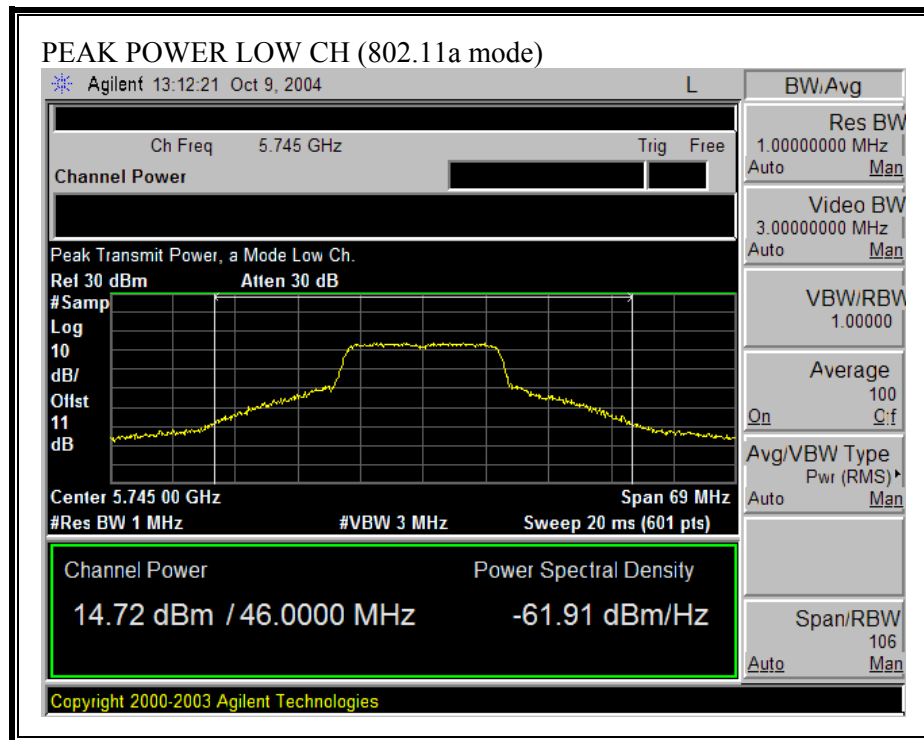 PEAK POWER LOW CH (802.11a mode)
Agilent 13:12:21 Oct 9, 2004 L
Ch Freq 5.745 GHz Trig Free
Channel Power
Peak Transmit Power, a Mode Low Ch.
Ref 30 dBm Atten 30 dB
#Samp
Log
10
dB/
Offst
11
dB
Center 5.745 00 GHz Span 69 MHz
#Res BW 1 MHz #VBW 3 MHz Sweep 20 ms (601 pts)
Channel Power Power Spectral Density
14.72 dBm / 46.0000 MHz -61.91 dBm/Hz
Copyright 2000-2003 Agilent Technologies
BW/Avg
Res BW
1.00000000 MHz
Auto Man
Video BW
3.00000000 MHz
Auto Man
VBW/RBW
1.00000
Average
100
On Off
Avg/VBW Type
Pwr (RMS)
Auto Man
Span/RBW
106
Auto Man